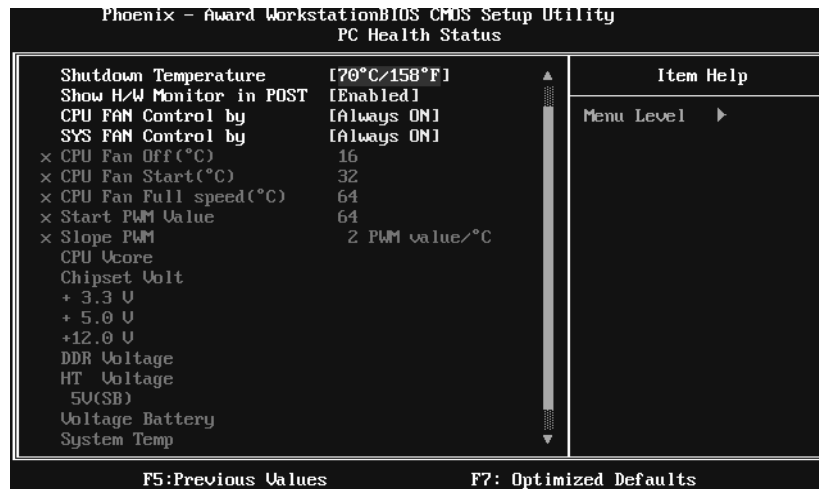 Phoenix - Award WorkstationBIOS CMOS Setup Utility
PC Health Status
Shutdown Temperature [70°C/158°F]
Show H/W Monitor in POST [Enabled]
CPU FAN Control by [Always ON]
SYS FAN Control by [Always ON]
x CPU Fan Off(°C) 16
x CPU Fan Start(°C) 32
x CPU Fan Full speed(°C) 64
x Start PWM Value 64
x Slope PWM 2 PWM value/°C
CPU Vcore
Chipset Volt
+ 3.3 V
+ 5.0 V
+12.0 V
DDR Voltage
HT Voltage
5V(SB)
Voltage Battery
System Temp
Item Help
Menu Level
F5:Previous Values F7: Optimized Defaults